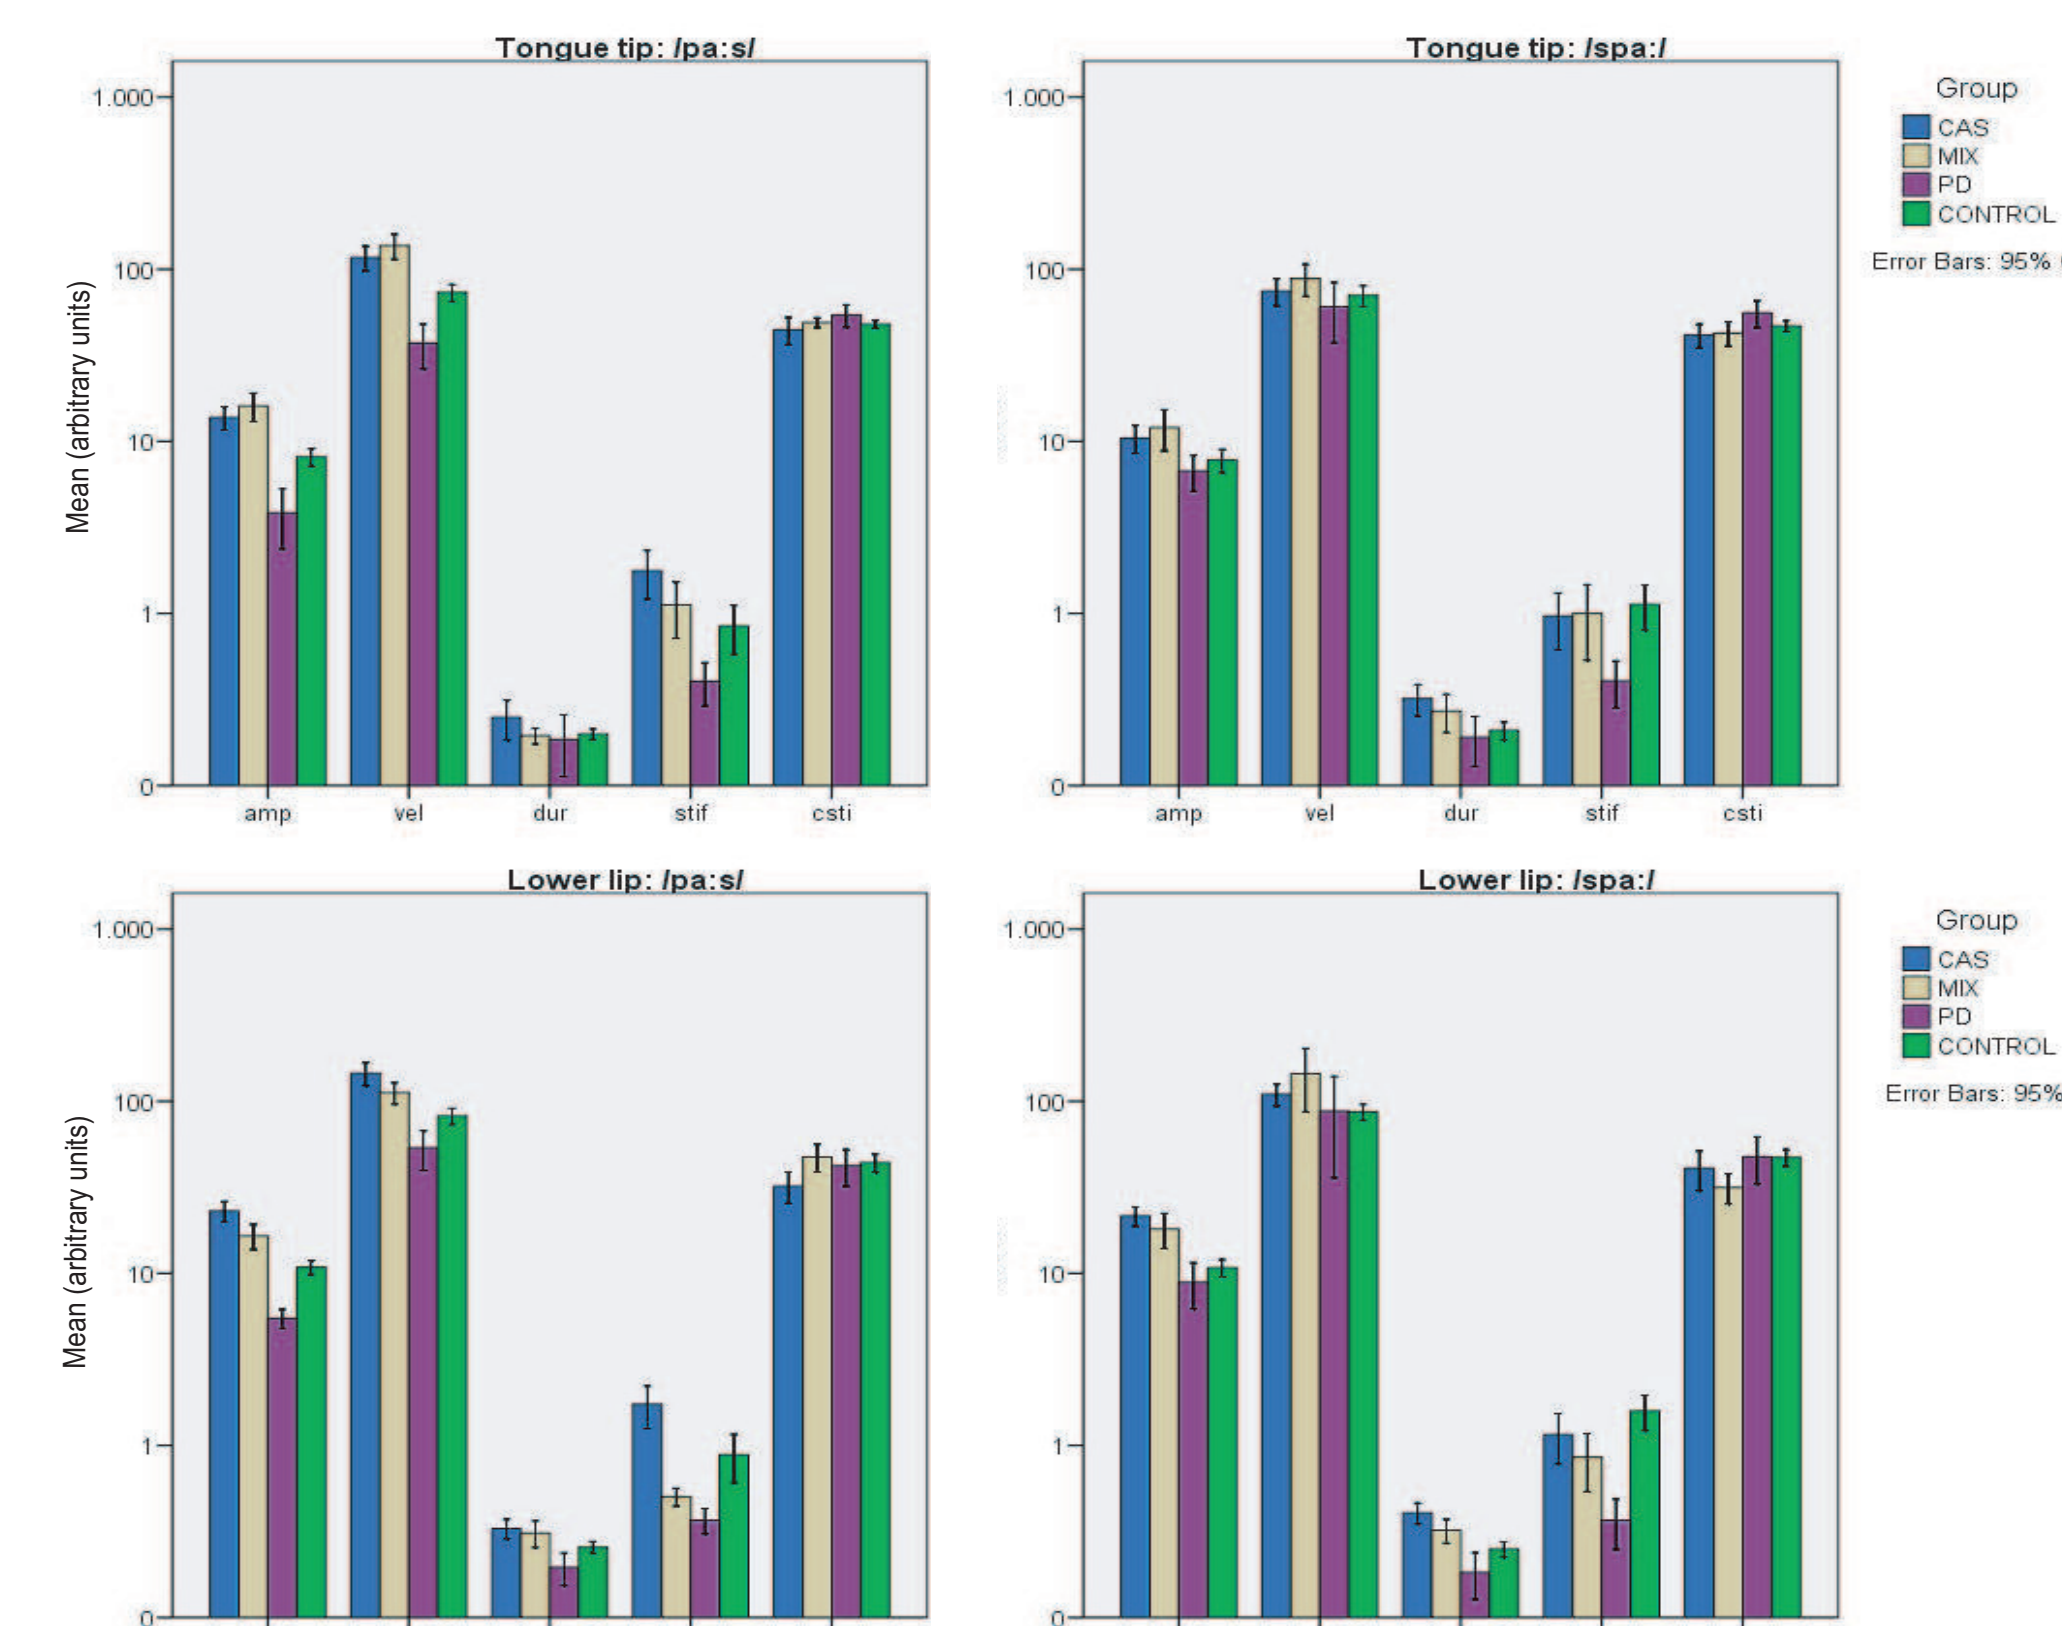 Tongue tip: /pa:s/
Tongue tip: /spa:/
Group
CAS
MIX
PD
CONTROL
Error Bars: 95%
Mean (arbitrary units)
1.000
100
10
1
0
amp vel dur stif csti
1.000
100
10
1
0
amp vel dur stif csti
Lower lip: /pa:s/
Lower lip: /spa:/
Group
CAS
MIX
PD
CONTROL
Error Bars: 95%
Mean (arbitrary units)
1.000
100
10
1
0
1.000
100
10
1
0